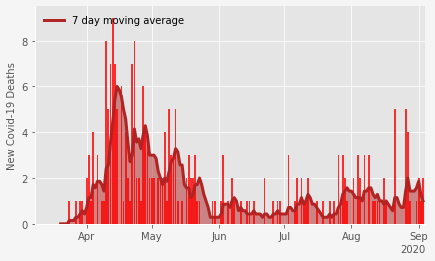 7 day moving average
New Covid-19 Deaths
8
6
4
2
0
Apr
May
Jun
Jul
Aug
Sep
2020